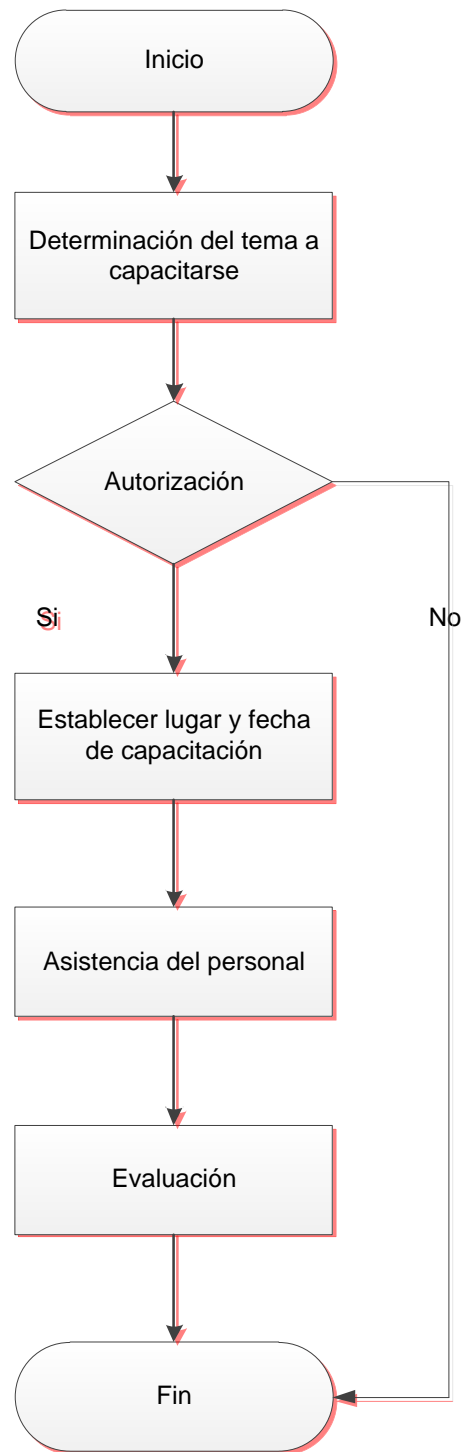 Inicio
Determinación del tema a
capacitarse
Autorización
Si
No
Establecer lugar y fecha
de capacitación
Asistencia del personal
Evaluación
Fin